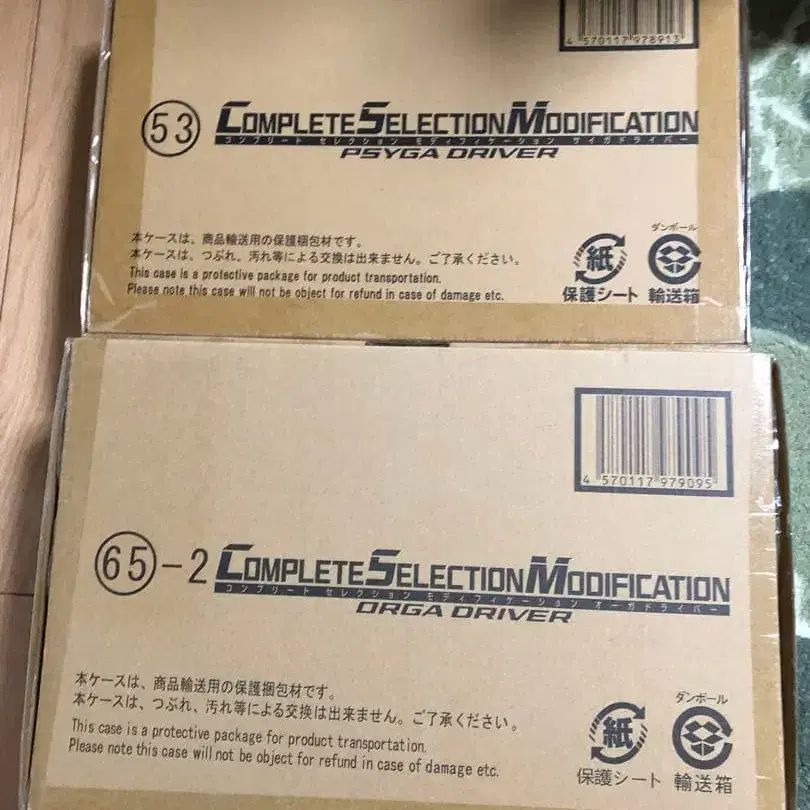 4 570117 978913
53 COMPLETE SELECTION MODIFICATION
コンプリート セレクション モディフィケーション サイガドライバー
PSYGA DRIVER
本ケースは、商品輸送用の保護梱包材です。
本ケースは、つぶれ、汚れ等による交換は出来ません。ご了承ください。
This case is a protective package for product transportation.
Please note this case will not be object for refund in case of damage etc.
紙
保護シート
ダンボール
輸送箱
4 570117 979095
65-2 COMPLETE SELECTION MODIFICATION
コンプリート セレクション モディフィケーション オーガドライバー
ORGA DRIVER
本ケースは、商品輸送用の保護梱包材です。
本ケースは、つぶれ、汚れ等による交換は出来ません。ご了承ください。
This case is a protective package for product transportation.
Please note this case will not be object for refund in case of damage etc.
紙
保護シート
ダンボール
輸送箱